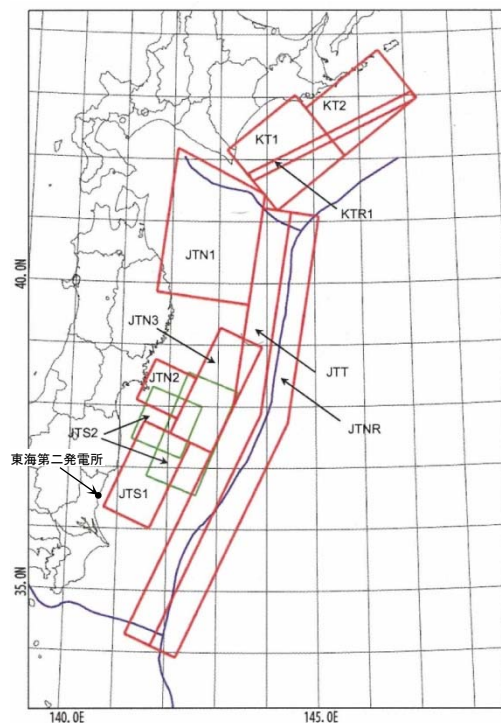 KT2
KT1
KTR1
JTN1
40.0N
JTN3
JTT
JTN2
JTNR
JTS2
東海第二発電所
JTS1
35.0N
140.0E
145.0E